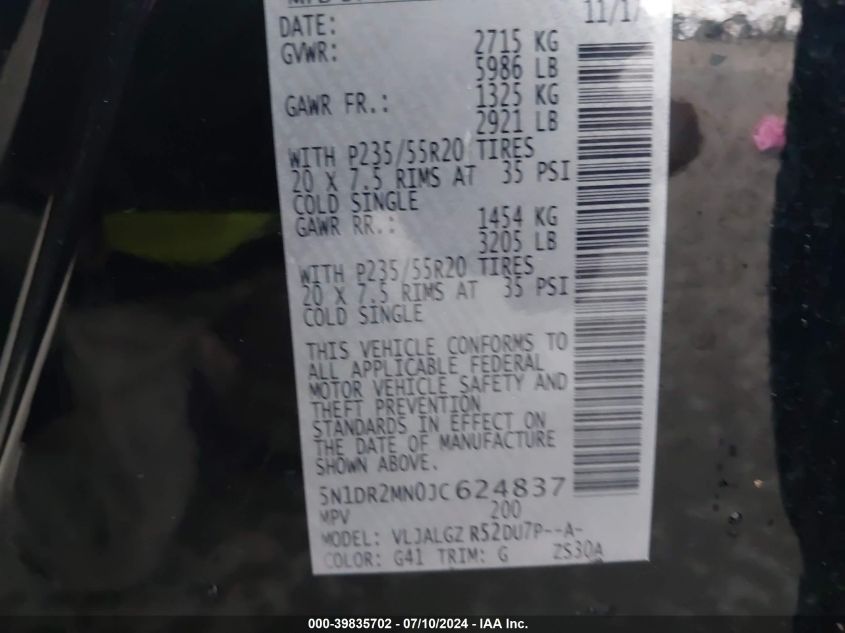 DATE: 11/17
GVWR: 2715 KG
5986 LB
GAWR FR.: 1325 KG
2921 LB
WITH P235/55R20 TIRES
20 X 7.5 RIMS AT 35 PSI
COLD SINGLE
GAWR RR.: 1454 KG
3205 LB
WITH P235/55R20 TIRES
20 X 7.5 RIMS AT 35 PSI
COLD SINGLE
THIS VEHICLE CONFORMS TO
ALL APPLICABLE FEDERAL
MOTOR VEHICLE SAFETY AND
THEFT PREVENTION
STANDARDS IN EFFECT ON
THE DATE OF MANUFACTURE
SHOWN ABOVE.
5N1DR2MN0JC624837
MPV 200
MODEL: VLJALGZ R52DU7P--A-
COLOR: G41 TRIM: G ZS30A
000-39835702 - 07/10/2024 - IAA Inc.